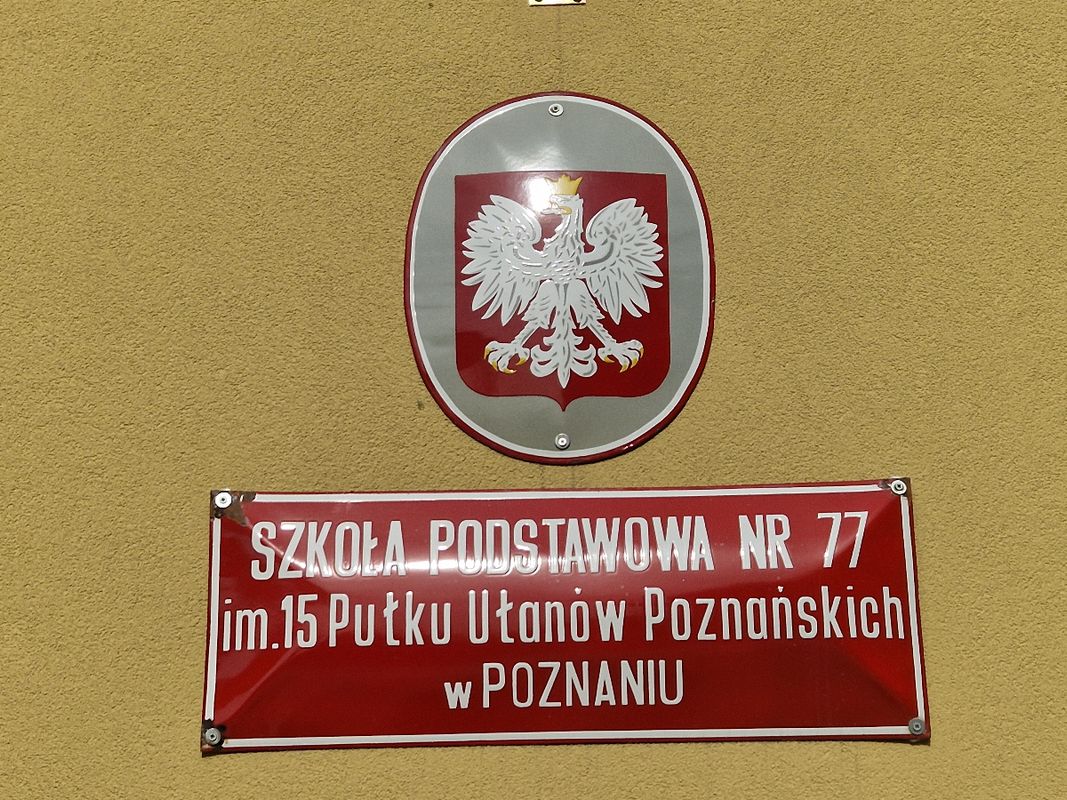 SZKOŁA PODSTAWOWA NR 77
im.15 Pułku Ułanów Poznańskich
w POZNANIU